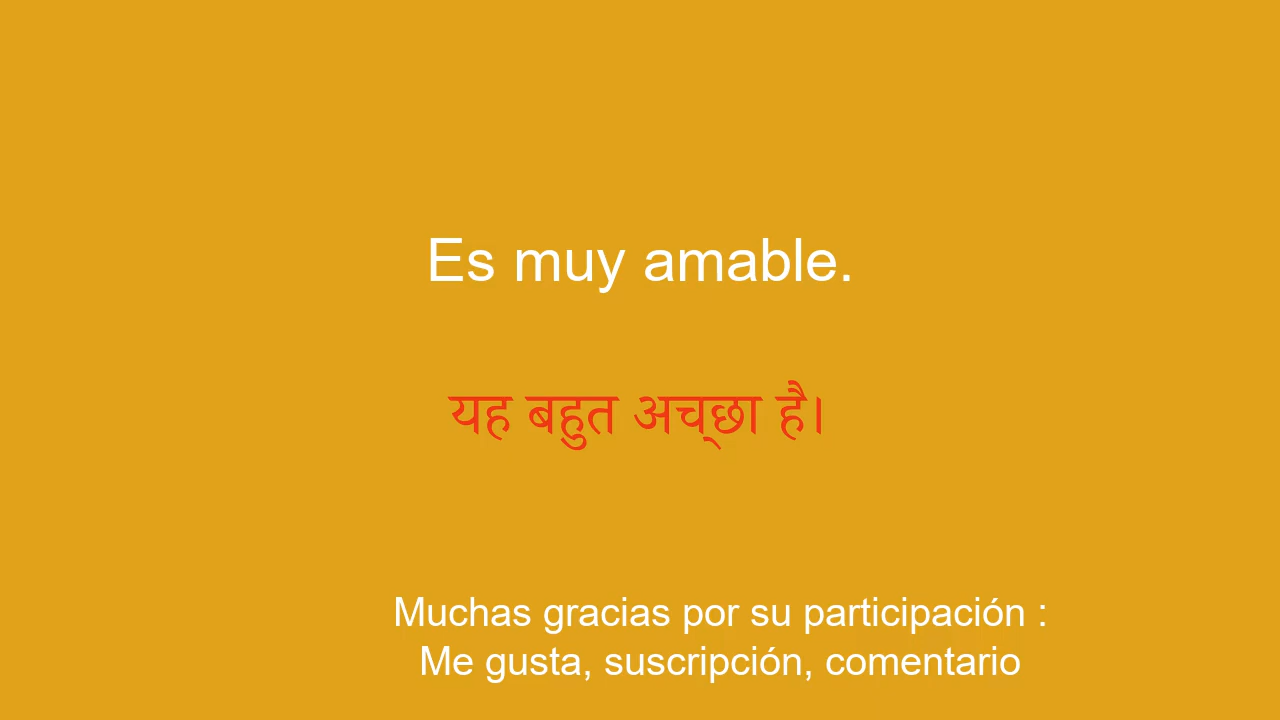 Es muy amable.
यह बहुत अच्छा है।
Muchas gracias por su participación :
Me gusta, suscripción, comentario